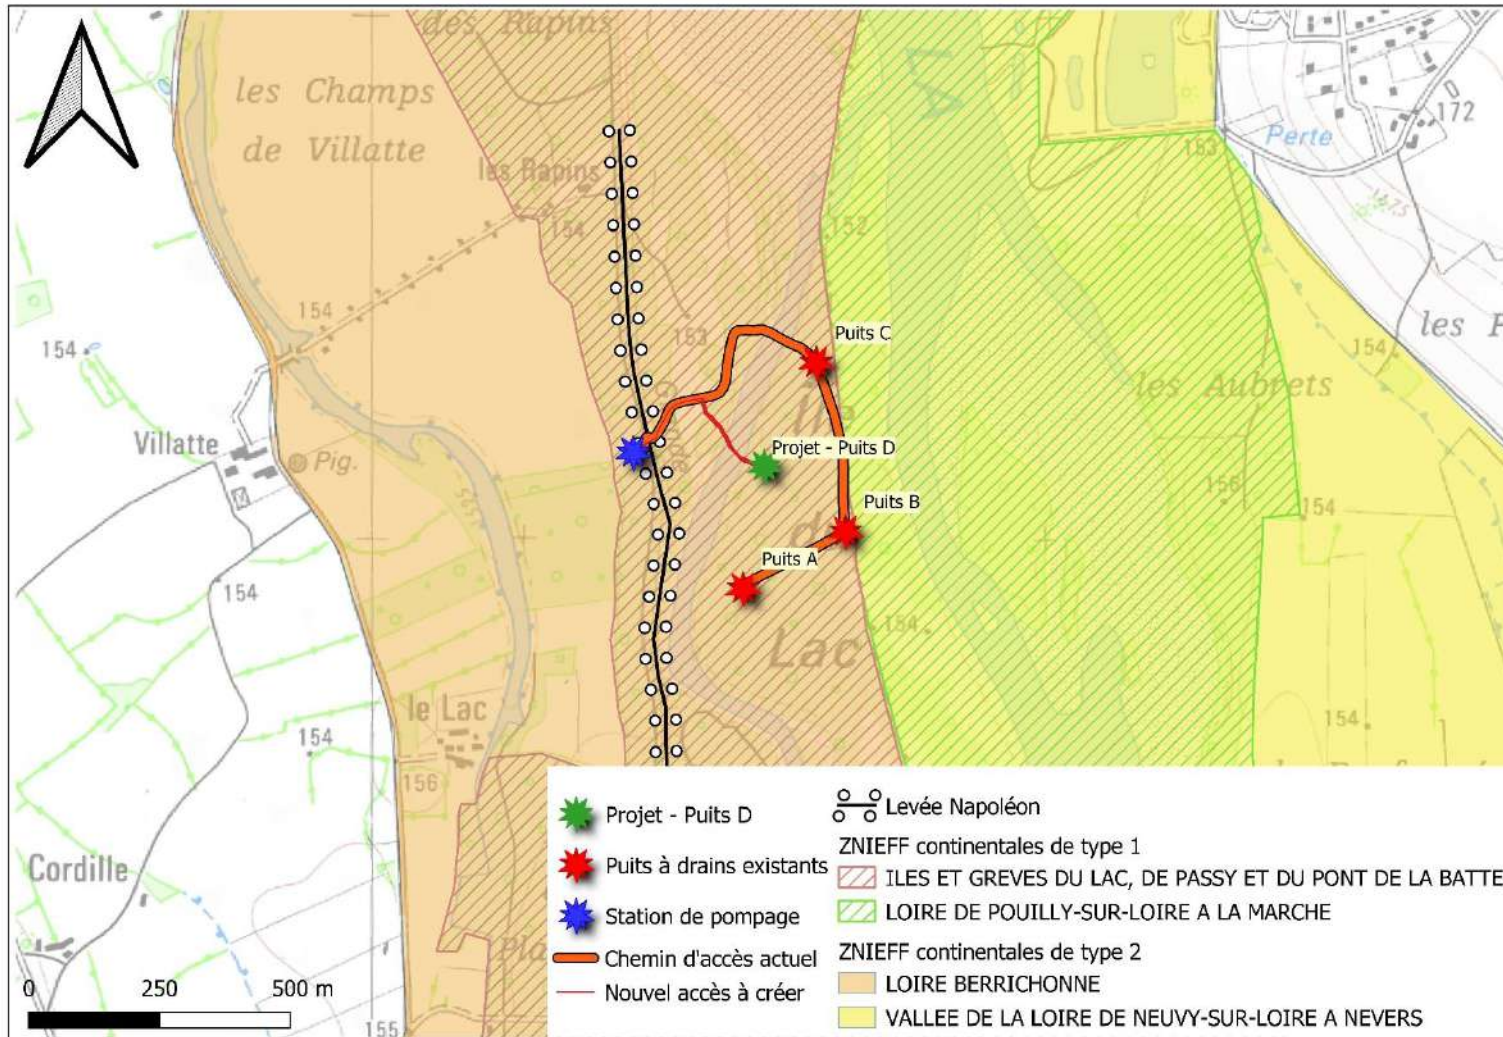 des Rapins
les Champs
de Villatte
172
Perte
153
les Rapins
154
152
154
153
154
Puits C
154
les Aubrets
Île
Villatte
Pig.
Projet - Puits D
156
154
Puits B
de
Puits A
154
154
Lac
le Lac
154
154
156
Projet - Puits D
Puits à drains existants
Station de pompage
Chemin d'accès actuel
Nouvel accès à créer
Levée Napoléon
ZNIEFF continentales de type 1
ILES ET GREVES DU LAC, DE PASSY ET DU PONT DE LA BATTE
LOIRE DE POUILLY-SUR-LOIRE A LA MARCHE
ZNIEFF continentales de type 2
LOIRE BERRICHONNE
VALLEE DE LA LOIRE DE NEUVY-SUR-LOIRE A NEVERS
Cordille
0 250 500 m
155